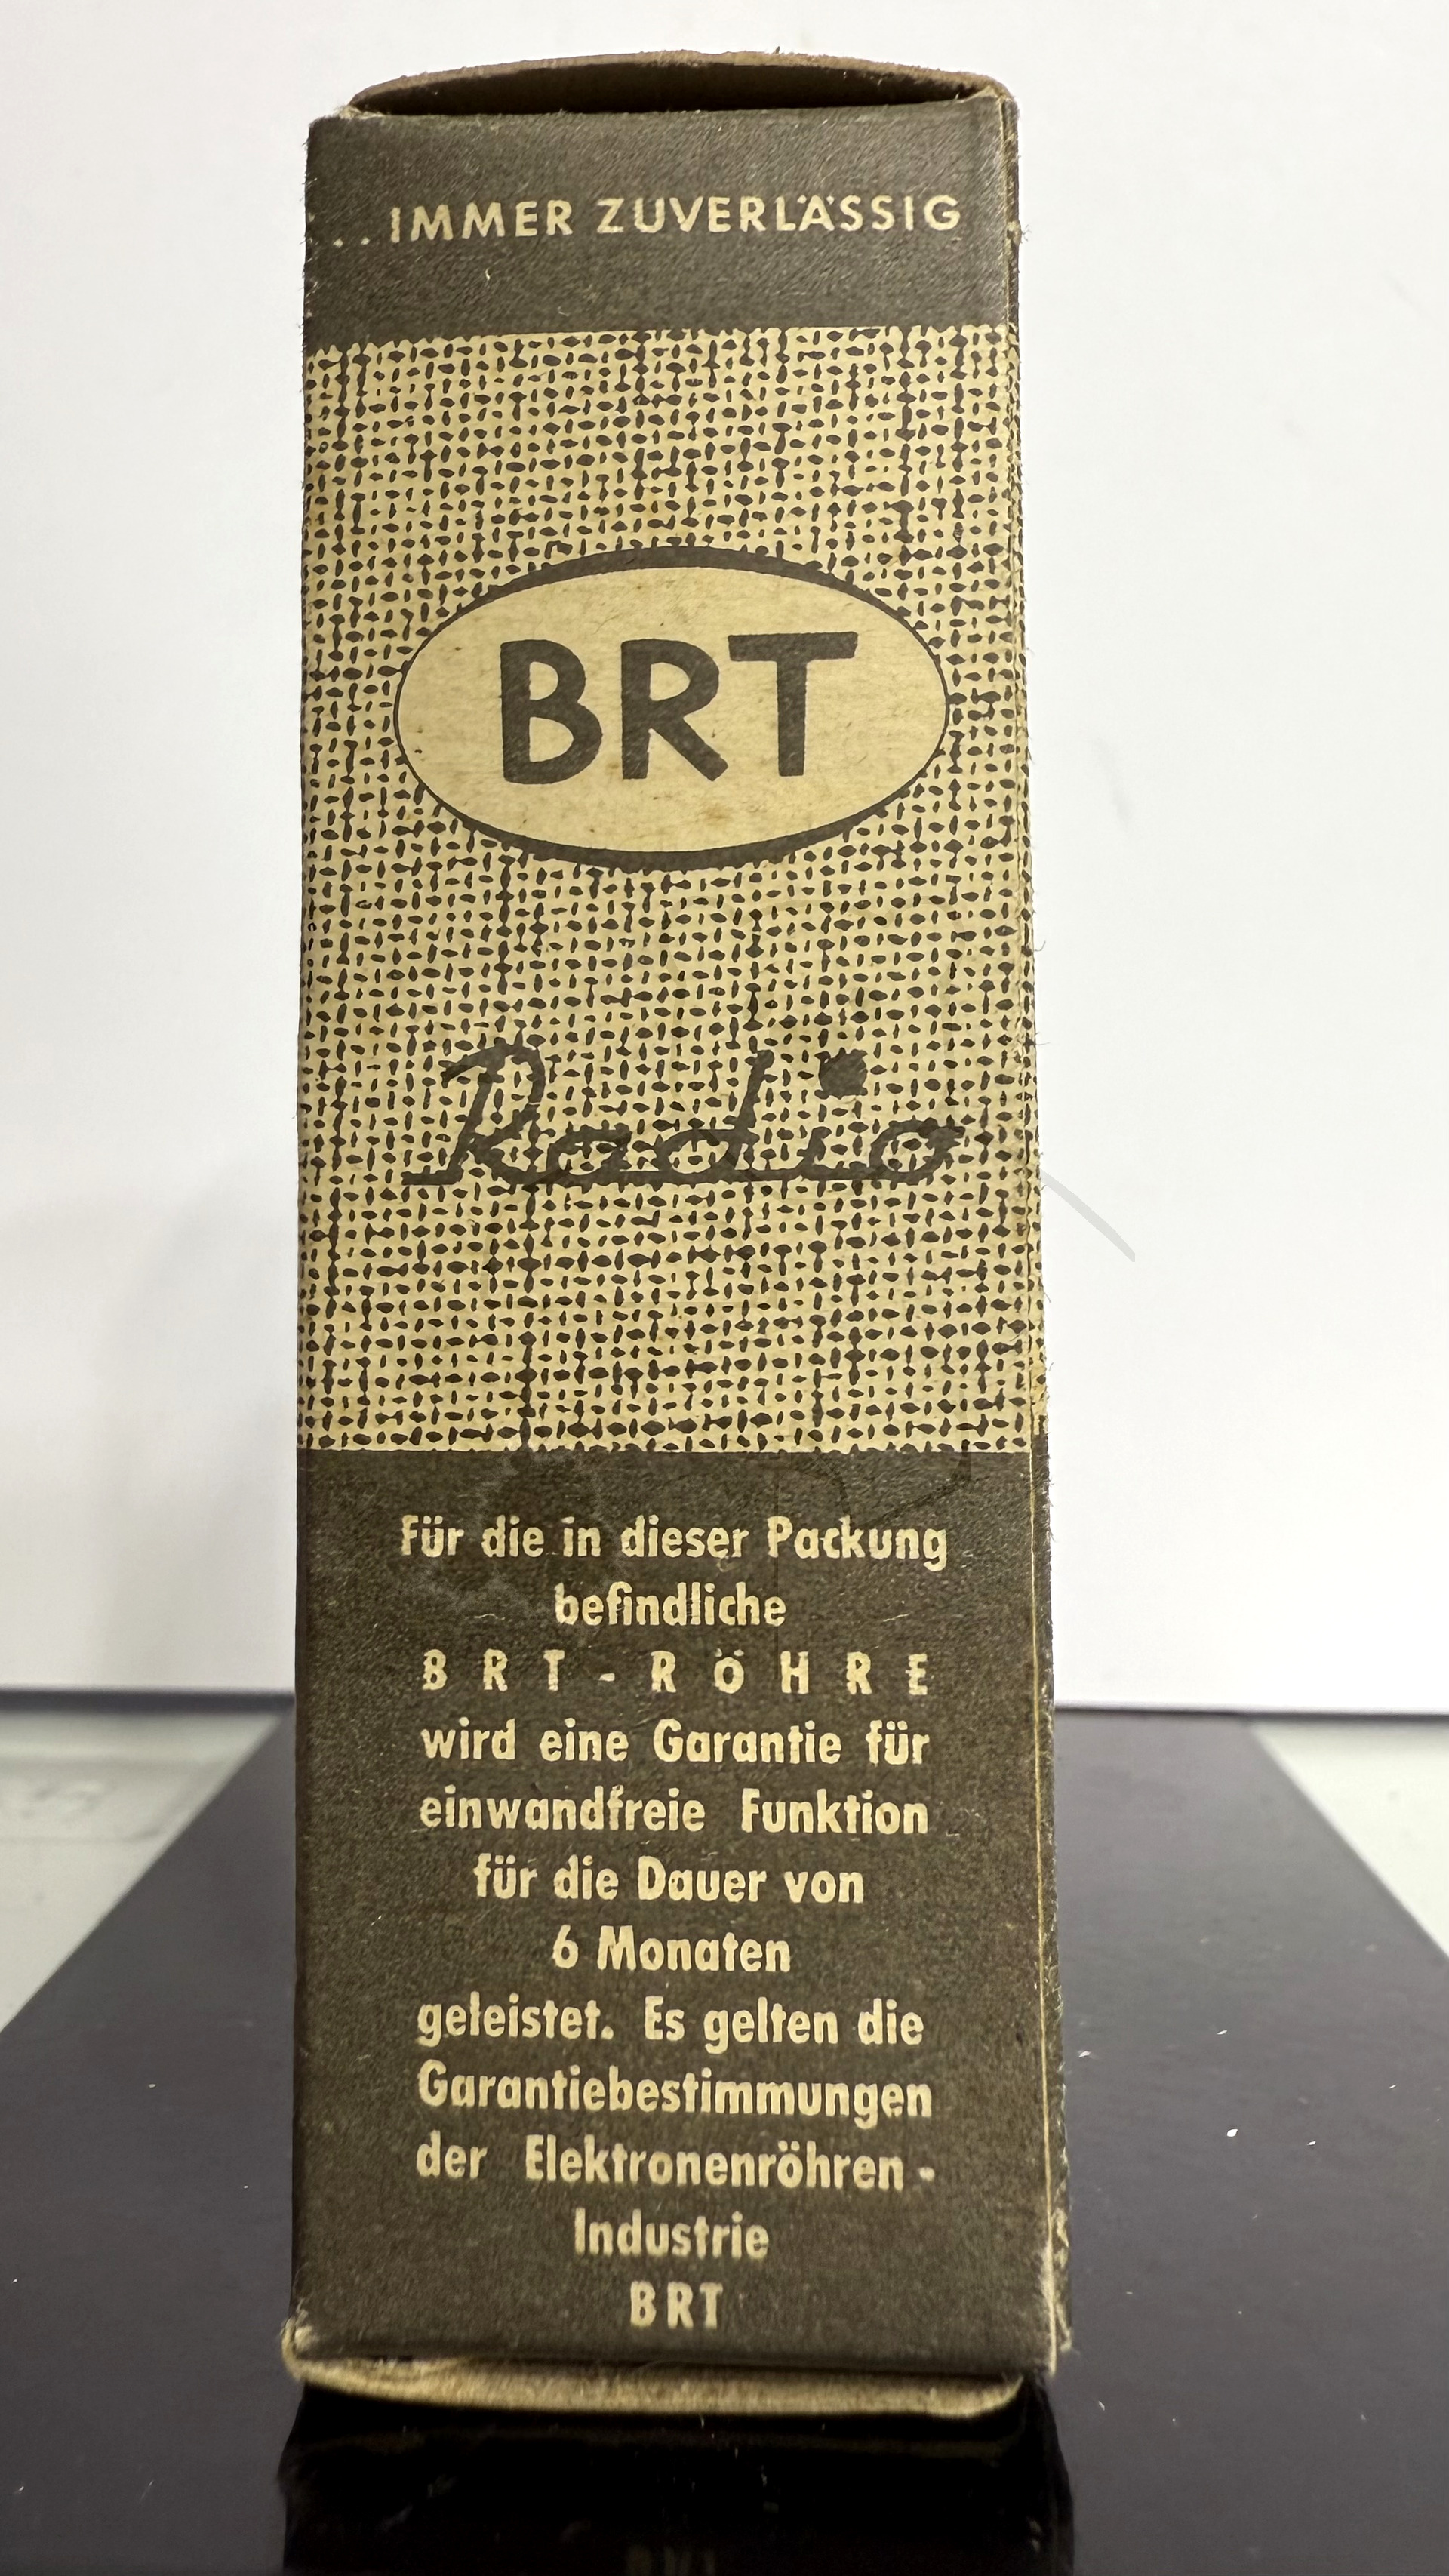 ..IMMER ZUVERLÄSSIG
BRT
Radio
Für die in dieser Packung
befindliche
BRT-RÖHRE
wird eine Garantie für
einwandfreie Funktion
für die Dauer von
6 Monaten
geleistet. Es gelten die
Garantiebestimmungen
der Elektronenröhren-
Industrie
BRT